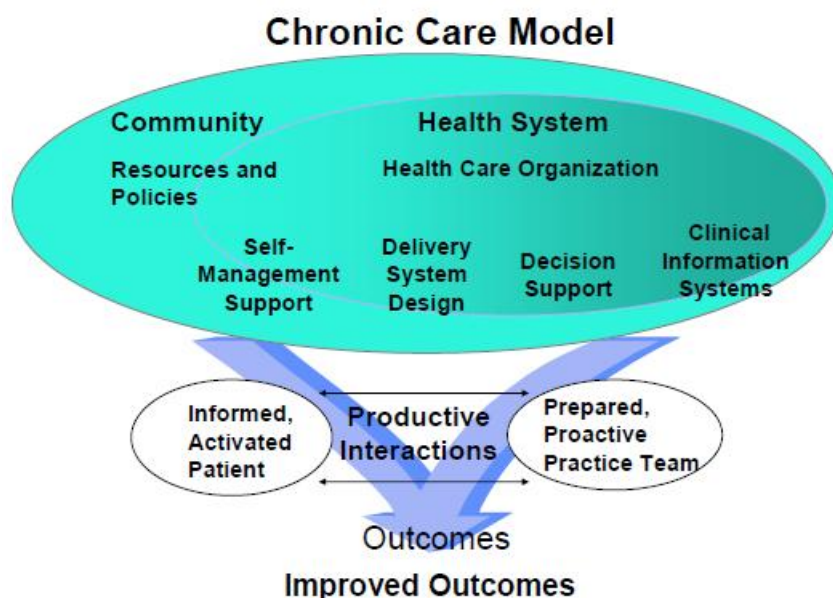 Chronic Care Model
Community
Resources and
Policies
Health System
Health Care Organization
Self-
Management
Support
Delivery
System
Design
Decision
Support
Clinical
Information
Systems
Informed,
Activated
Patient
Productive
Interactions
Prepared,
Proactive
Practice Team
Outcomes
Improved Outcomes